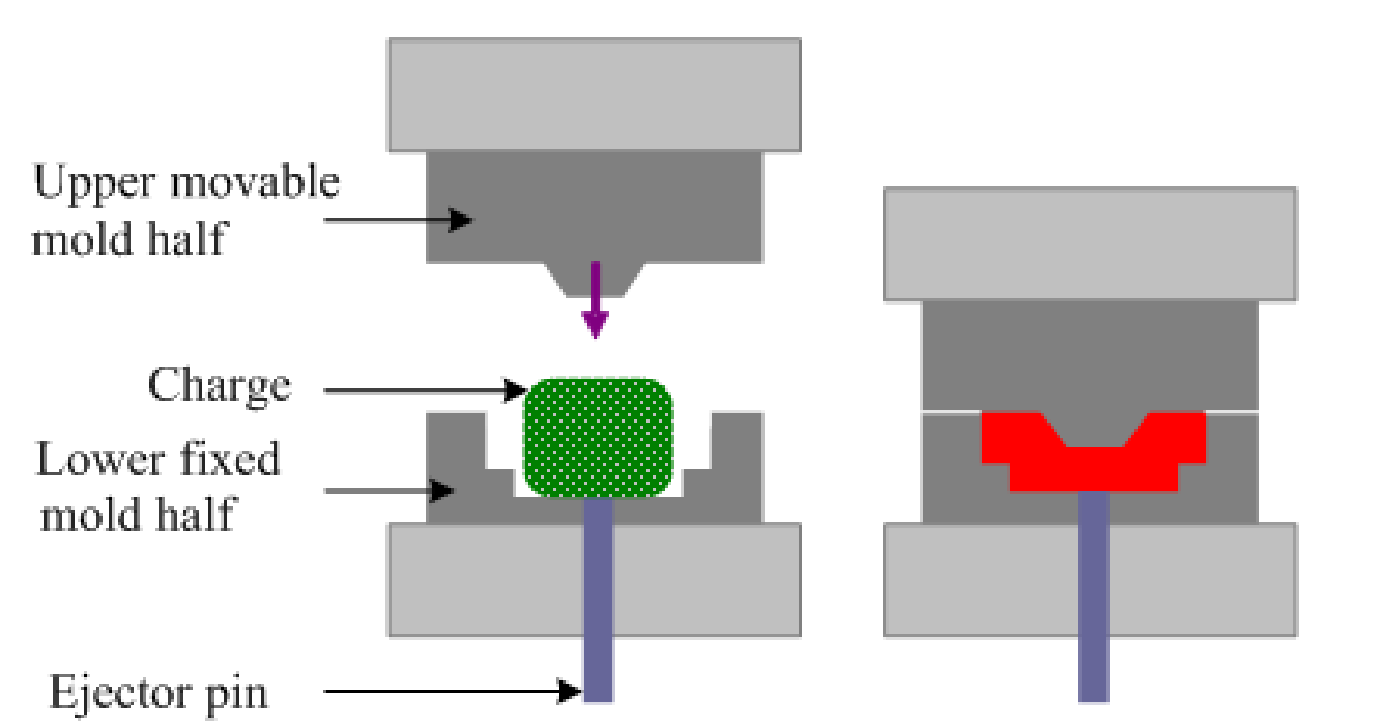 Upper movable
mold half
Charge
Lower fixed
mold half
Ejector pin